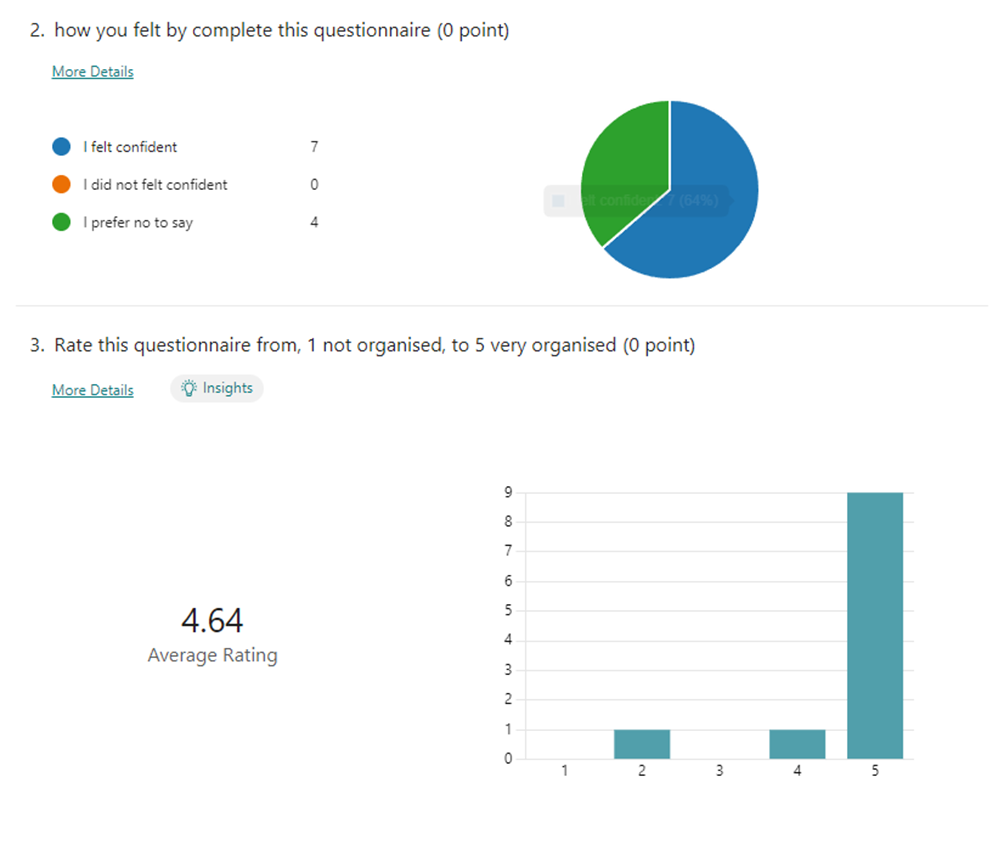 2. how you felt by complete this questionnaire (0 point)
More Details
I felt confident 7
I did not felt confident 0
I prefer no to say 4
felt confident 7 (64%)
3. Rate this questionnaire from, 1 not organised, to 5 very organised (0 point)
More Details Insights
9
8
7
6
5
4
3
2
1
0
1 2 3 4 5
4.64
Average Rating